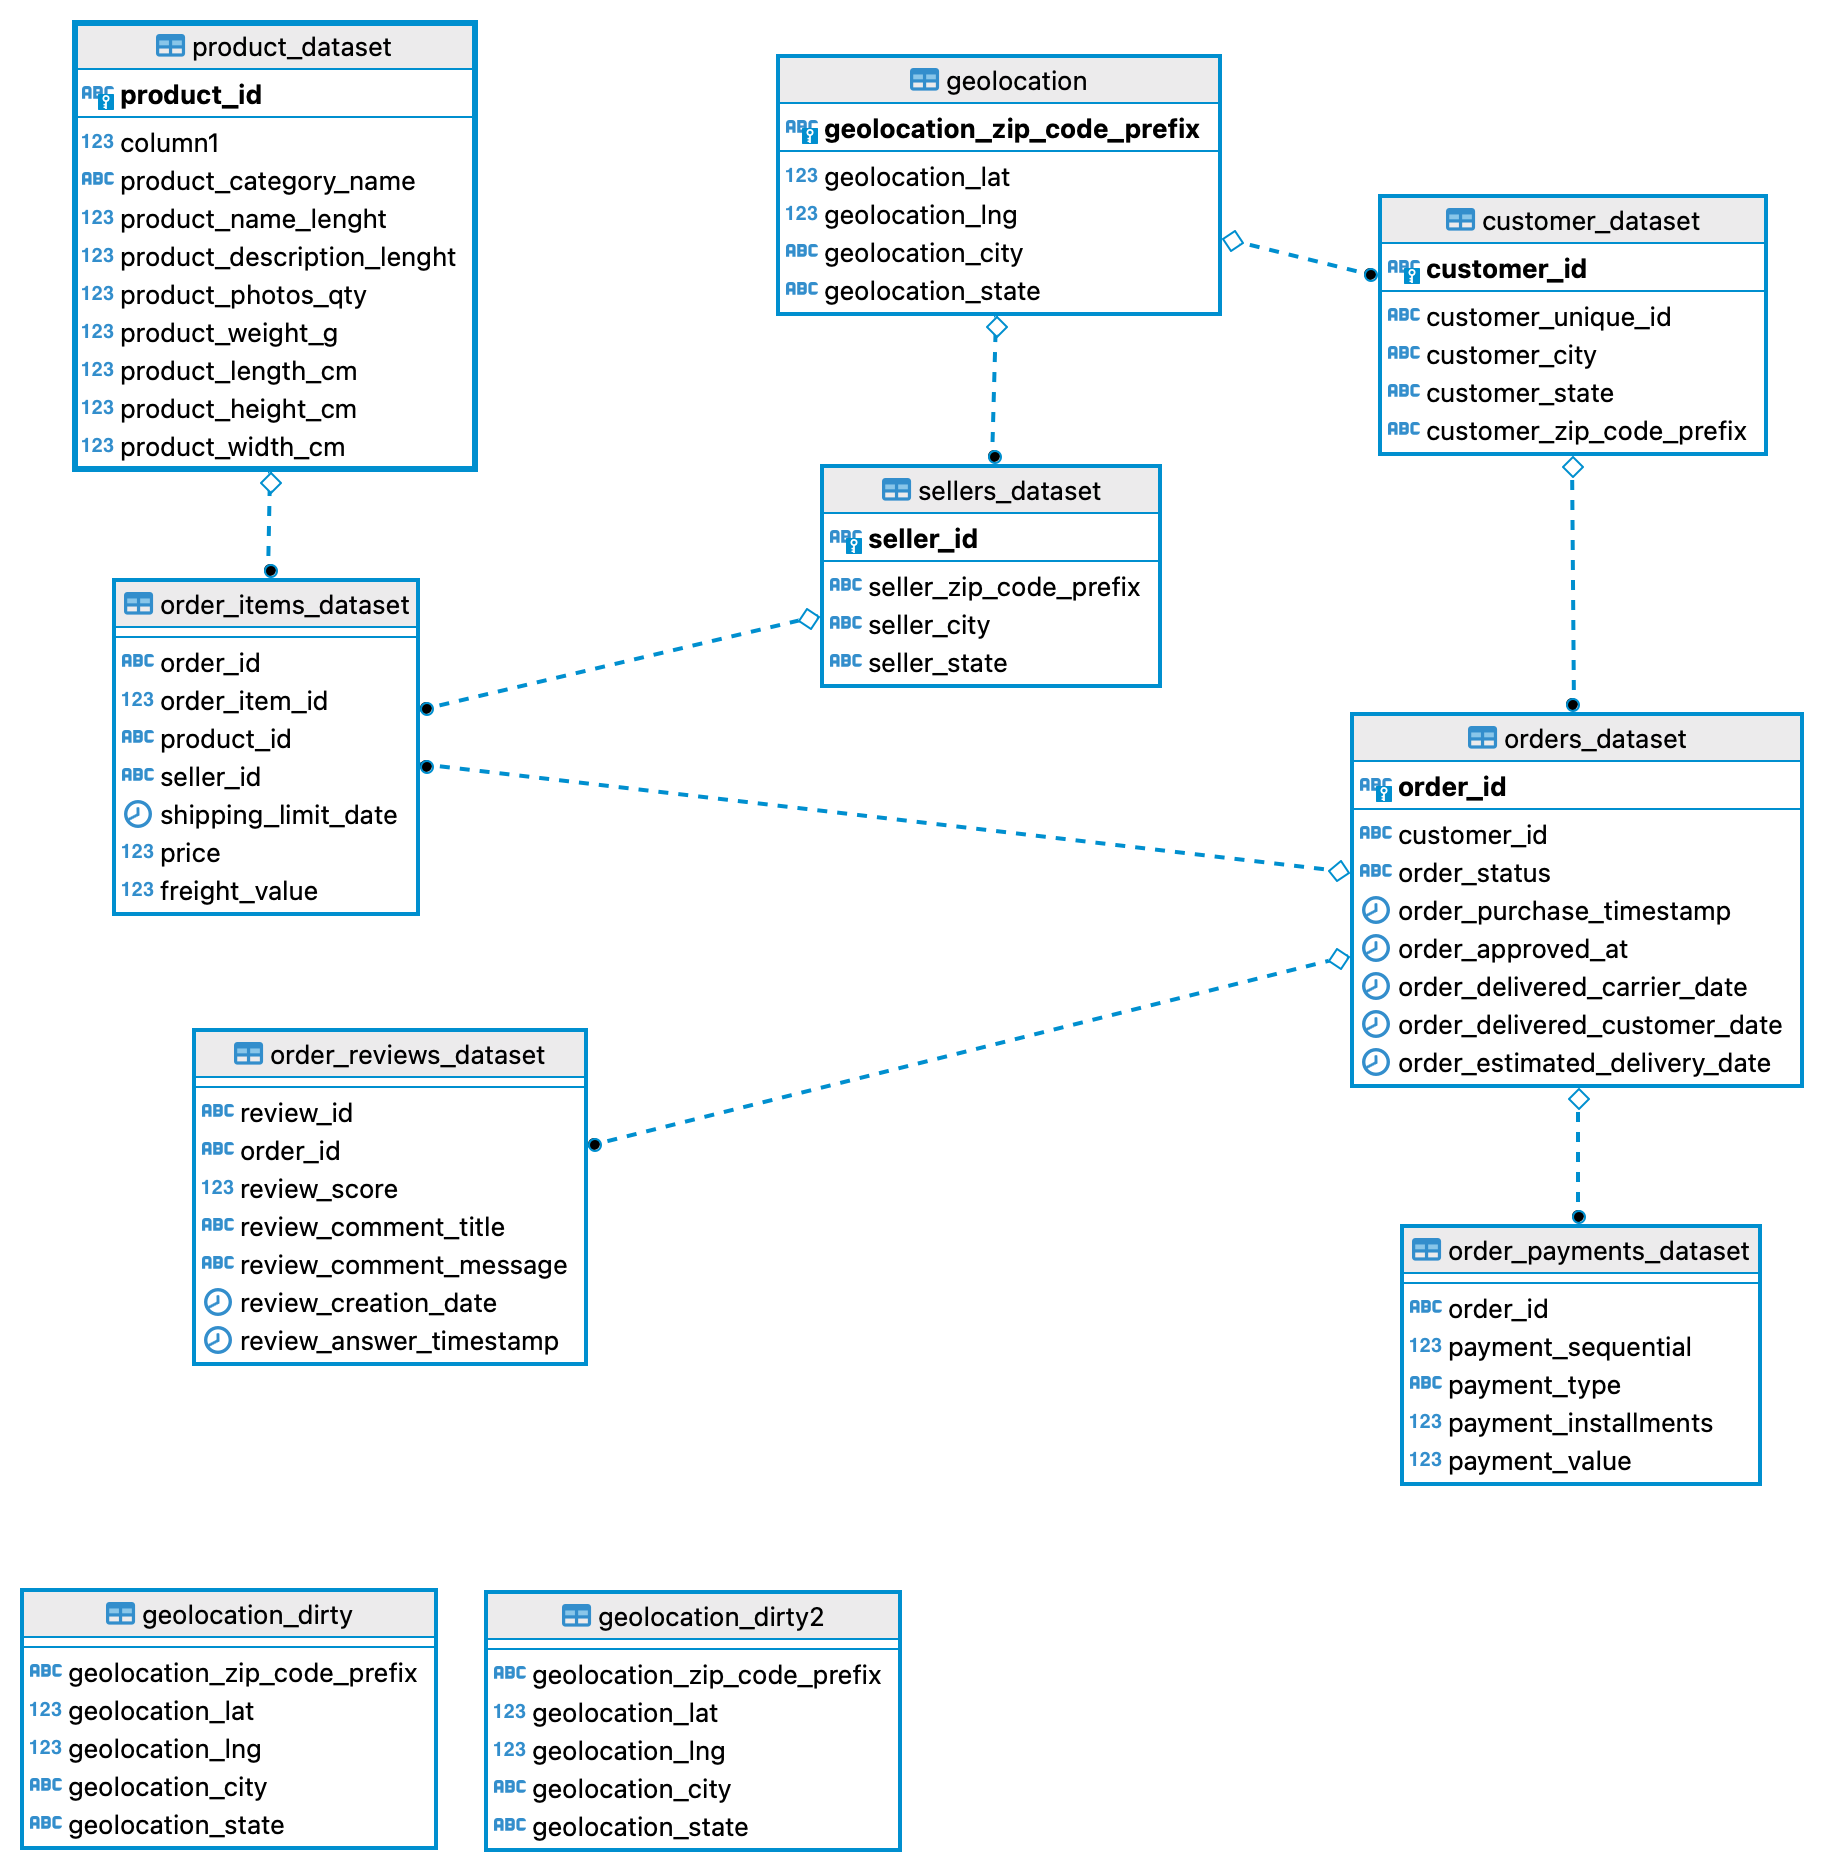 product_dataset
ABC product_id
123 column1
ABC product_category_name
123 product_name_lenght
123 product_description_lenght
123 product_photos_qty
123 product_weight_g
123 product_length_cm
123 product_height_cm
123 product_width_cm
geolocation
ABC geolocation_zip_code_prefix
123 geolocation_lat
123 geolocation_lng
ABC geolocation_city
ABC geolocation_state
customer_dataset
ABC customer_id
ABC customer_unique_id
ABC customer_city
ABC customer_state
ABC customer_zip_code_prefix
sellers_dataset
ABC seller_id
ABC seller_zip_code_prefix
ABC seller_city
ABC seller_state
order_items_dataset
ABC order_id
123 order_item_id
ABC product_id
ABC seller_id
shipping_limit_date
123 price
123 freight_value
orders_dataset
ABC order_id
ABC customer_id
ABC order_status
order_purchase_timestamp
order_approved_at
order_delivered_carrier_date
order_delivered_customer_date
order_estimated_delivery_date
order_reviews_dataset
ABC review_id
ABC order_id
123 review_score
ABC review_comment_title
ABC review_comment_message
review_creation_date
review_answer_timestamp
order_payments_dataset
ABC order_id
123 payment_sequential
ABC payment_type
123 payment_installments
123 payment_value
geolocation_dirty
ABC geolocation_zip_code_prefix
123 geolocation_lat
123 geolocation_lng
ABC geolocation_city
ABC geolocation_state
geolocation_dirty2
ABC geolocation_zip_code_prefix
123 geolocation_lat
123 geolocation_lng
ABC geolocation_city
ABC geolocation_state